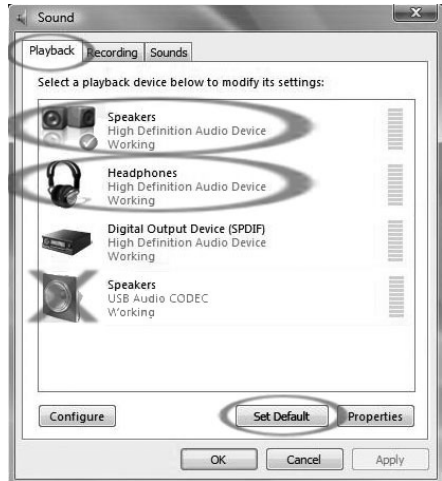 Sound
Playback Recording Sounds
Select a playback device below to modify its settings:
Speakers
High Definition Audio Device
Working
Headphones
High Definition Audio Device
Working
Digital Output Device (SPDIF)
High Definition Audio Device
Working
Speakers
USB Audio CODEC
Working
Configure Set Default Properties
OK Cancel Apply